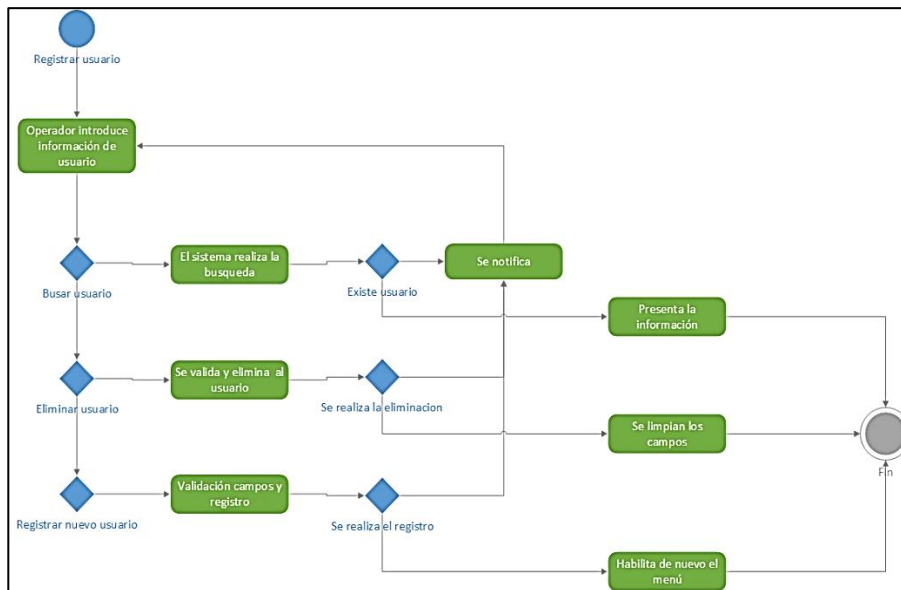 Registrar usuario
Operador introduce
información de
usuario
El sistema realiza la
busqueda
Se notifica
Busar usuario
Existe usuario
Presenta la
información
Se valida y elimina al
usuario
Eliminar usuario
Se realiza la eliminacion
Se limpian los
campos
Fin
Validación campos y
registro
Registrar nuevo usuario
Se realiza el registro
Habilita de nuevo el
menú